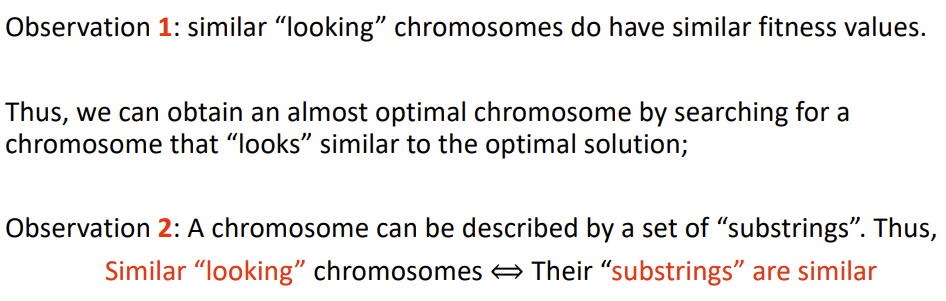 Observation 1: similar “looking” chromosomes do have similar fitness values.
Thus, we can obtain an almost optimal chromosome by searching for a
chromosome that “looks” similar to the optimal solution;
Observation 2: A chromosome can be described by a set of “substrings”. Thus,
Similar “looking” chromosomes ⟺ Their “substrings” are similar